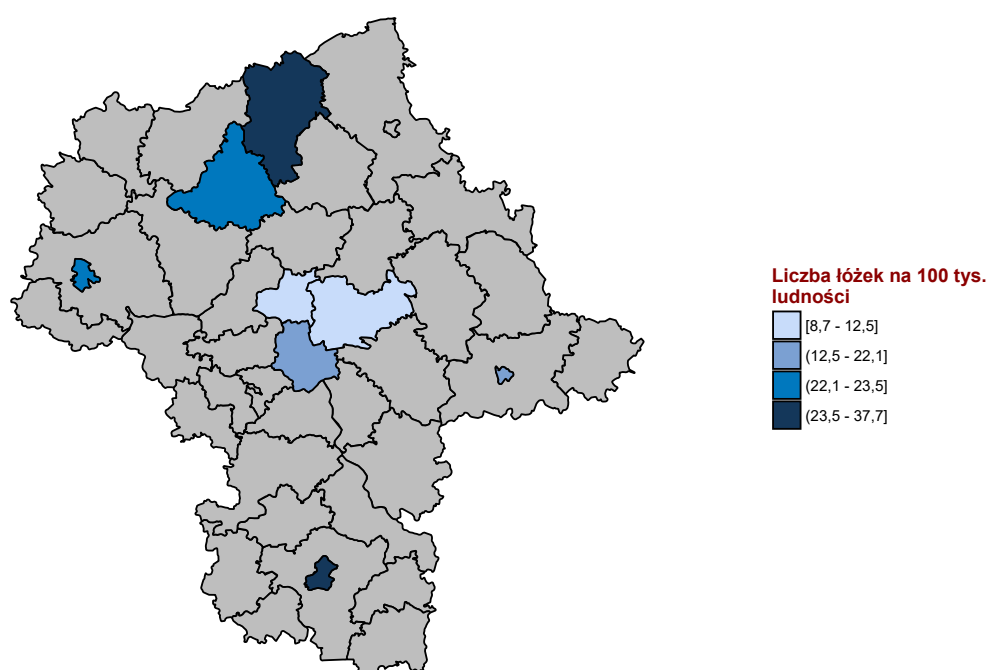 Liczba łóżek na 100 tys.
ludności
[8,7 - 12,5]
(12,5 - 22,1]
(22,1 - 23,5]
(23,5 - 37,7]